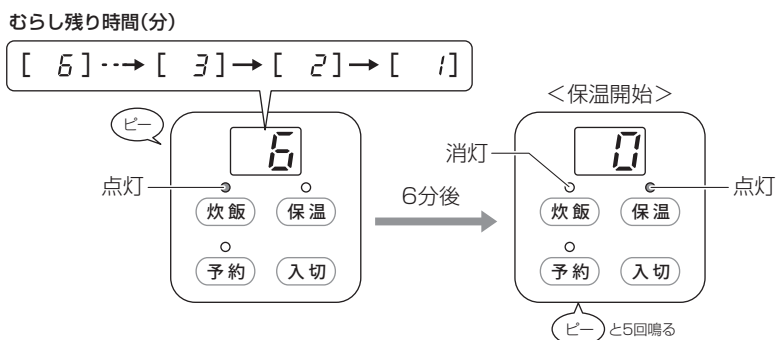 むらし残り時間(分)
[ 6]--→[ 3]→[ 2]→[ 1]
<保温開始>
ピー
6
0
消灯
点灯
6分後
点灯
炊飯 保温
炊飯 保温
予約 入切
予約 入切
ピー と5回鳴る